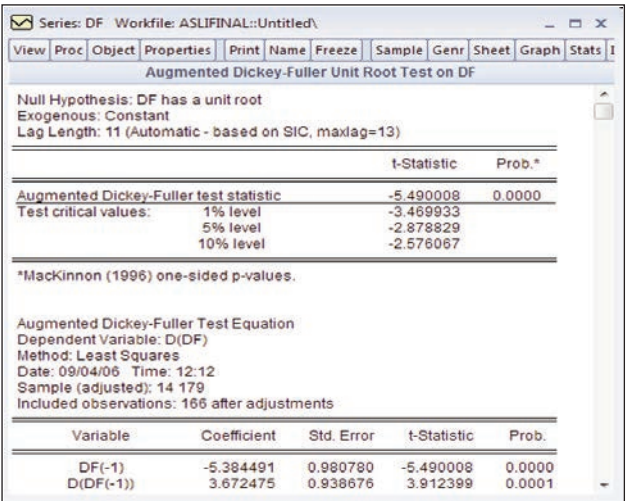 Series: DF Workfile: ASLIFINAL::Untitled\
View Proc Object Properties Print Name Freeze Sample Genr Sheet Graph Stats
Augmented Dickey-Fuller Unit Root Test on DF
Null Hypothesis: DF has a unit root
Exogenous: Constant
Lag Length: 11 (Automatic - based on SIC, maxlag=13)
t-Statistic Prob.*
Augmented Dickey-Fuller test statistic -5.490008 0.0000
Test critical values: 1% level -3.469933
5% level -2.878829
10% level -2.576067
*MacKinnon (1996) one-sided p-values.
Augmented Dickey-Fuller Test Equation
Dependent Variable: D(DF)
Method: Least Squares
Date: 09/04/06 Time: 12:12
Sample (adjusted): 14 179
Included observations: 166 after adjustments
Variable Coefficient Std. Error t-Statistic Prob.
DF(-1) -5.384491 0.980780 -5.490008 0.0000
D(DF(-1)) 3.672475 0.938676 3.912399 0.0001